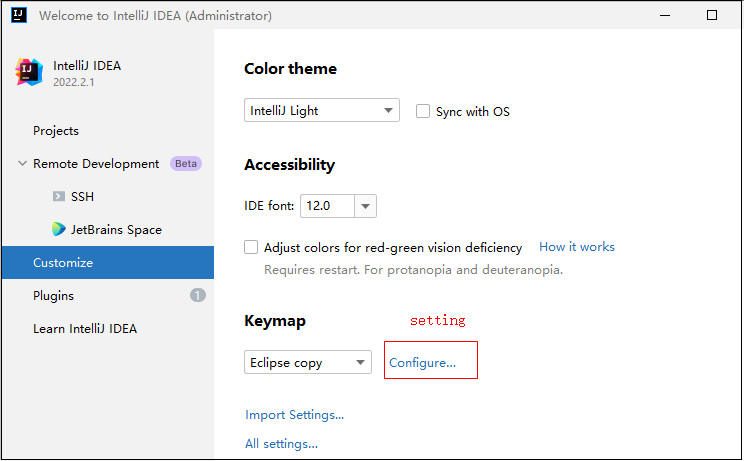 Welcome to IntelliJ IDEA (Administrator)
IntelliJ IDEA
2022.2.1
Projects
Remote Development Beta
SSH
JetBrains Space
Customize
Plugins 1
Learn IntelliJ IDEA
Color theme
IntelliJ Light Sync with OS
Accessibility
IDE font: 12.0
Adjust colors for red-green vision deficiency How it works
Requires restart. For protanopia and deuteranopia.
Keymap setting
Eclipse copy Configure...
Import Settings...
All settings...